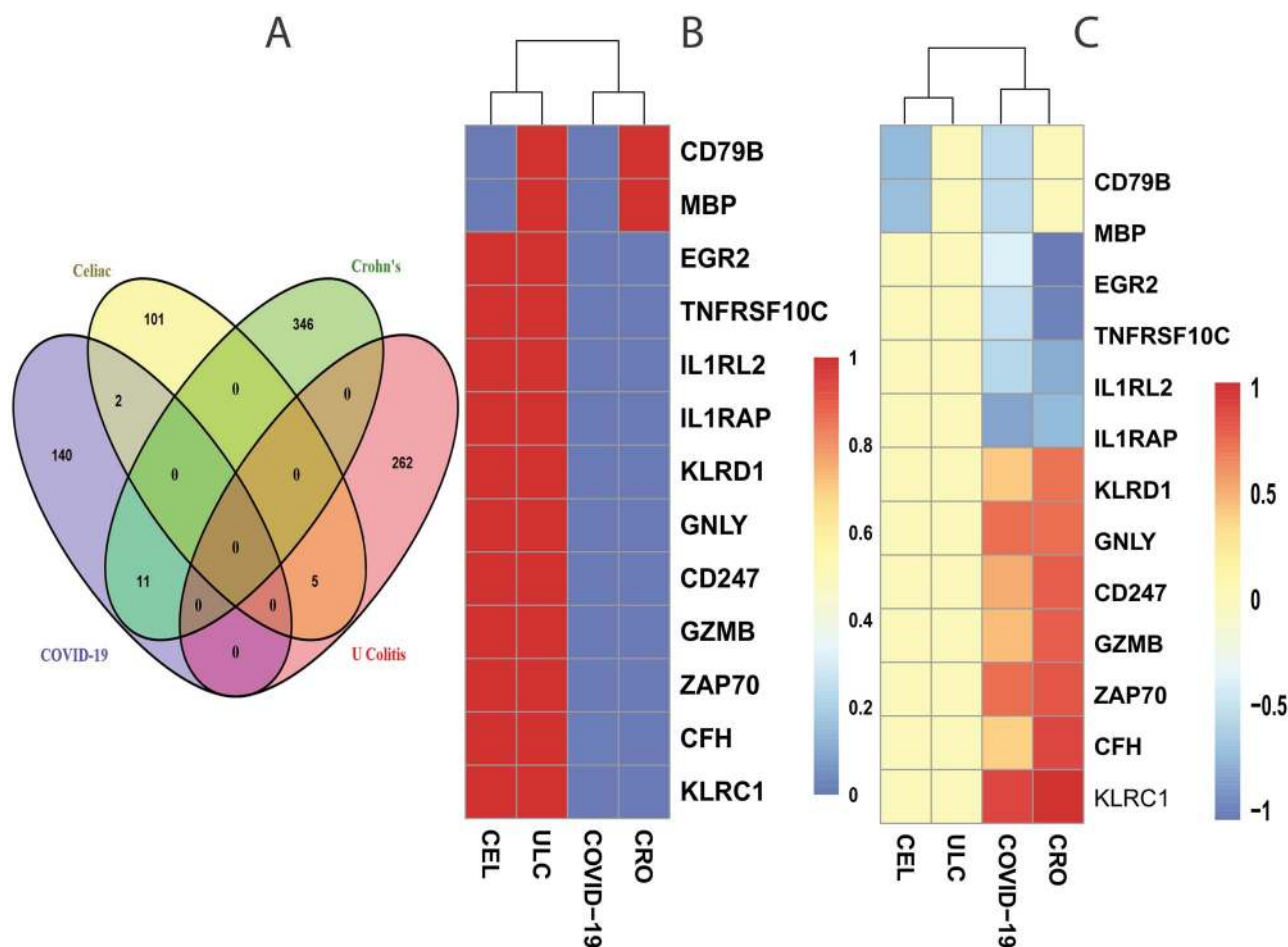 A
B
C
Celiac
Crohn's
COVID-19
U Colitis
101
346
2
0
0
140
0
0
262
11
0
5
0
0
0
CD79B
MBP
EGR2
TNFRSF10C
IL1RL2
IL1RAP
KLRD1
GNLY
CD247
GZMB
ZAP70
CFH
KLRC1
CEL
ULC
COVID-19
CRO
1
0.8
0.6
0.4
0.2
0
CD79B
MBP
EGR2
TNFRSF10C
IL1RL2
IL1RAP
KLRD1
GNLY
CD247
GZMB
ZAP70
CFH
KLRC1
CEL
ULC
COVID-19
CRO
1
0.5
0
−0.5
−1